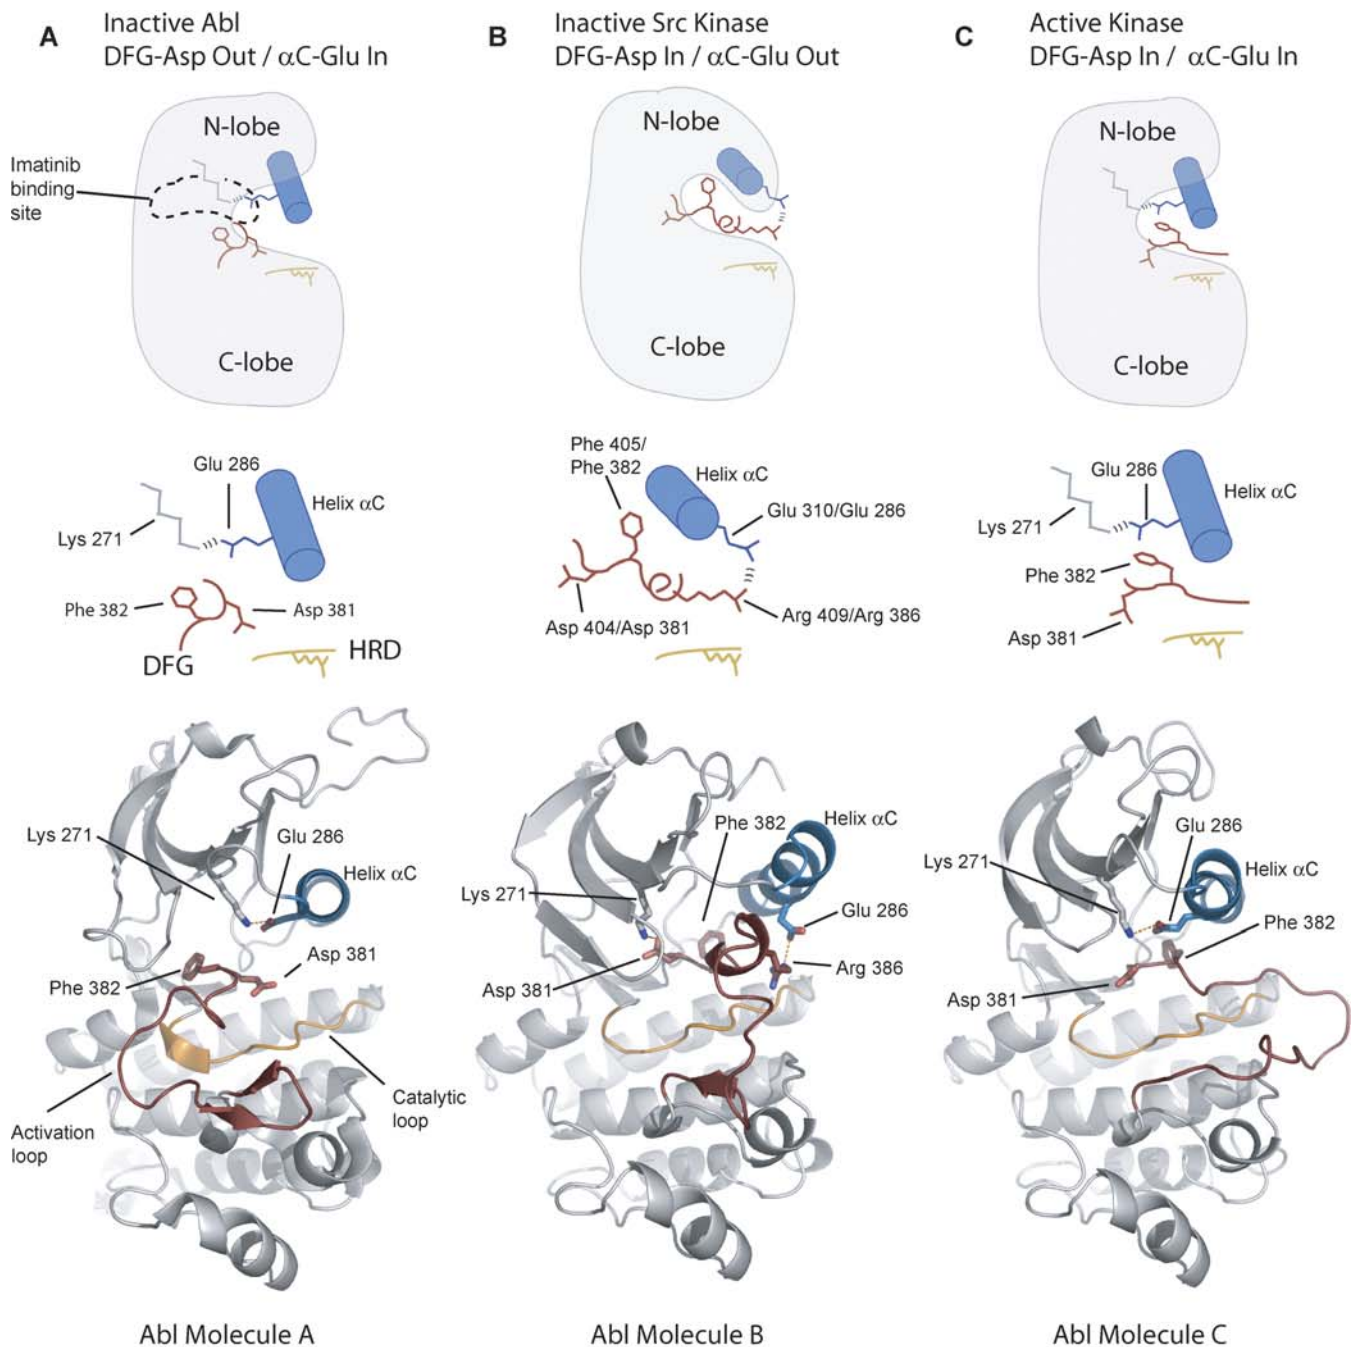 A
Inactive Abl
DFG-Asp Out / αC-Glu In
N-lobe
Imatinib
binding
site
C-lobe
Glu 286
Helix αC
Lys 271
Phe 382
Asp 381
DFG
HRD
Lys 271
Glu 286
Helix αC
Asp 381
Phe 382
Activation
loop
Catalytic
loop
Abl Molecule A
B
Inactive Src Kinase
DFG-Asp In / αC-Glu Out
N-lobe
C-lobe
Phe 405/
Phe 382
Helix αC
Glu 310/Glu 286
Asp 404/Asp 381
Arg 409/Arg 386
Phe 382
Helix αC
Lys 271
Glu 286
Asp 381
Arg 386
Abl Molecule B
C
Active Kinase
DFG-Asp In / αC-Glu In
N-lobe
C-lobe
Glu 286
Helix αC
Lys 271
Phe 382
Asp 381
Glu 286
Lys 271
Helix αC
Phe 382
Asp 381
Abl Molecule C